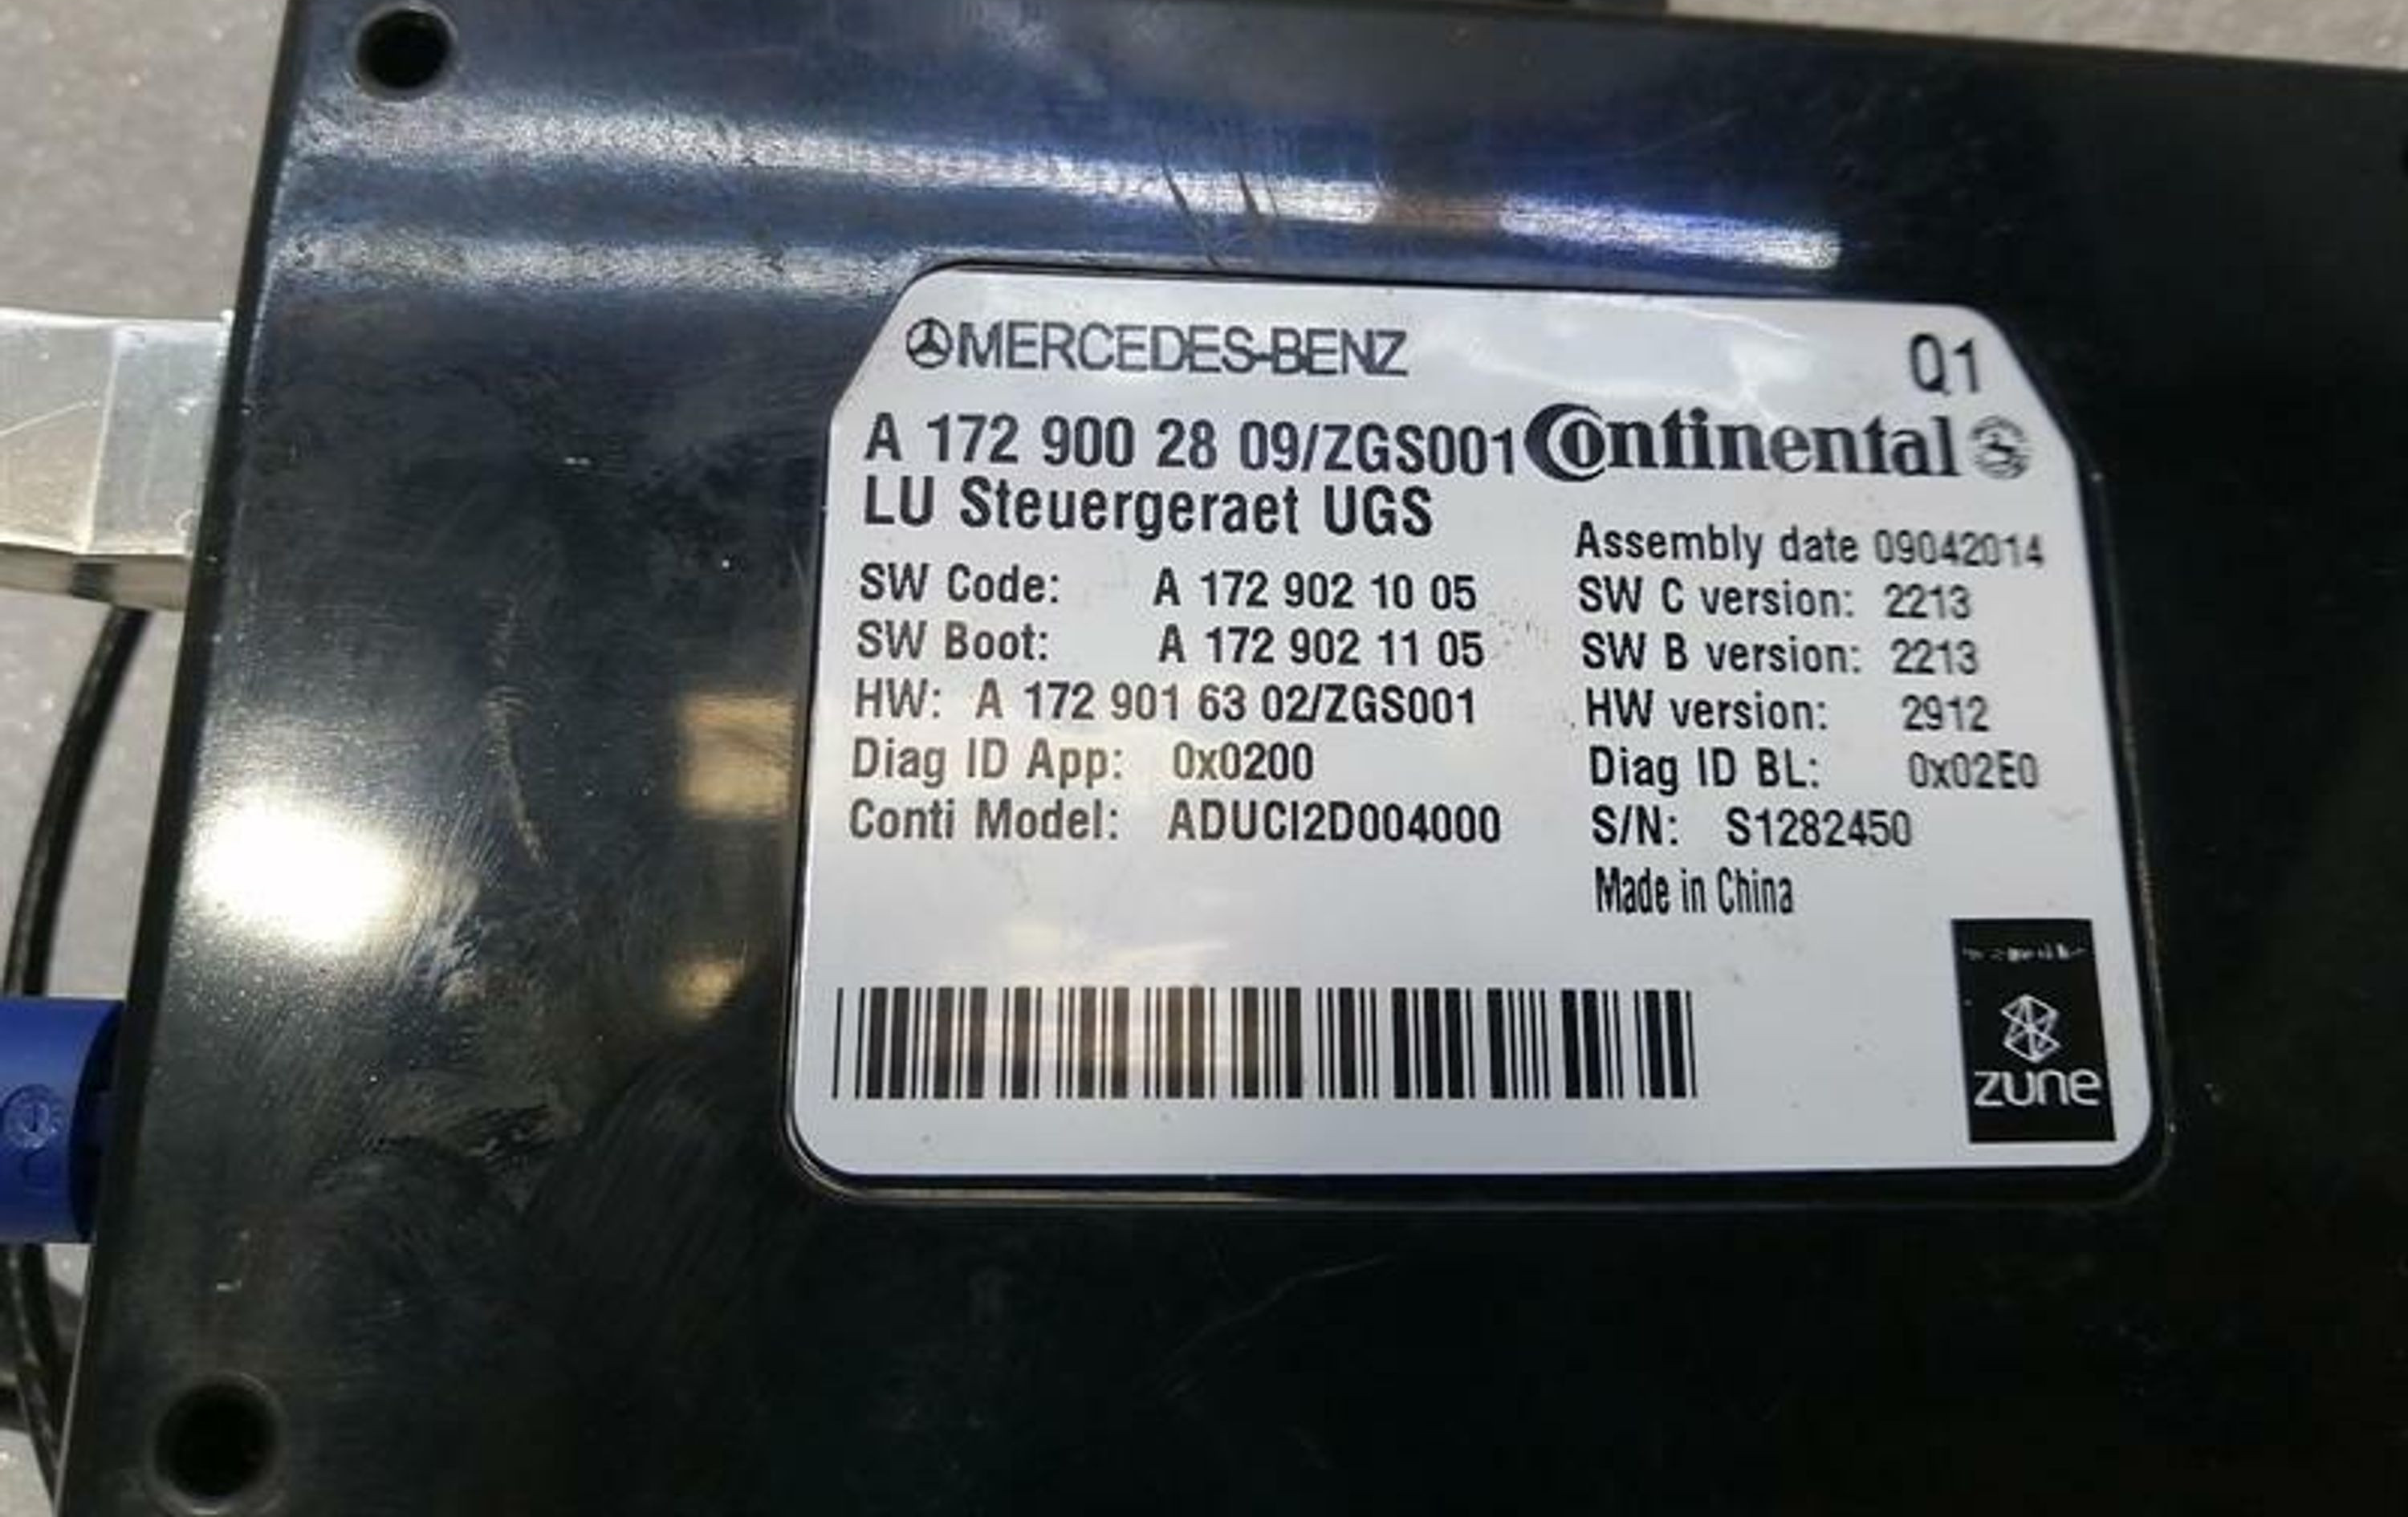 MERCEDES-BENZ
Q1
A 172 900 28 09/ZGS001
Continental
LU Steuergeraet UGS
Assembly date 09042014
SW Code: A 172 902 10 05
SW C version: 2213
SW Boot: A 172 902 11 05
SW B version: 2213
HW: A 172 901 63 02/ZGS001
HW version: 2912
Diag ID App: 0x0200
Diag ID BL: 0x02E0
Conti Model: ADUCI2D004000
S/N: S1282450
Made in China
zune